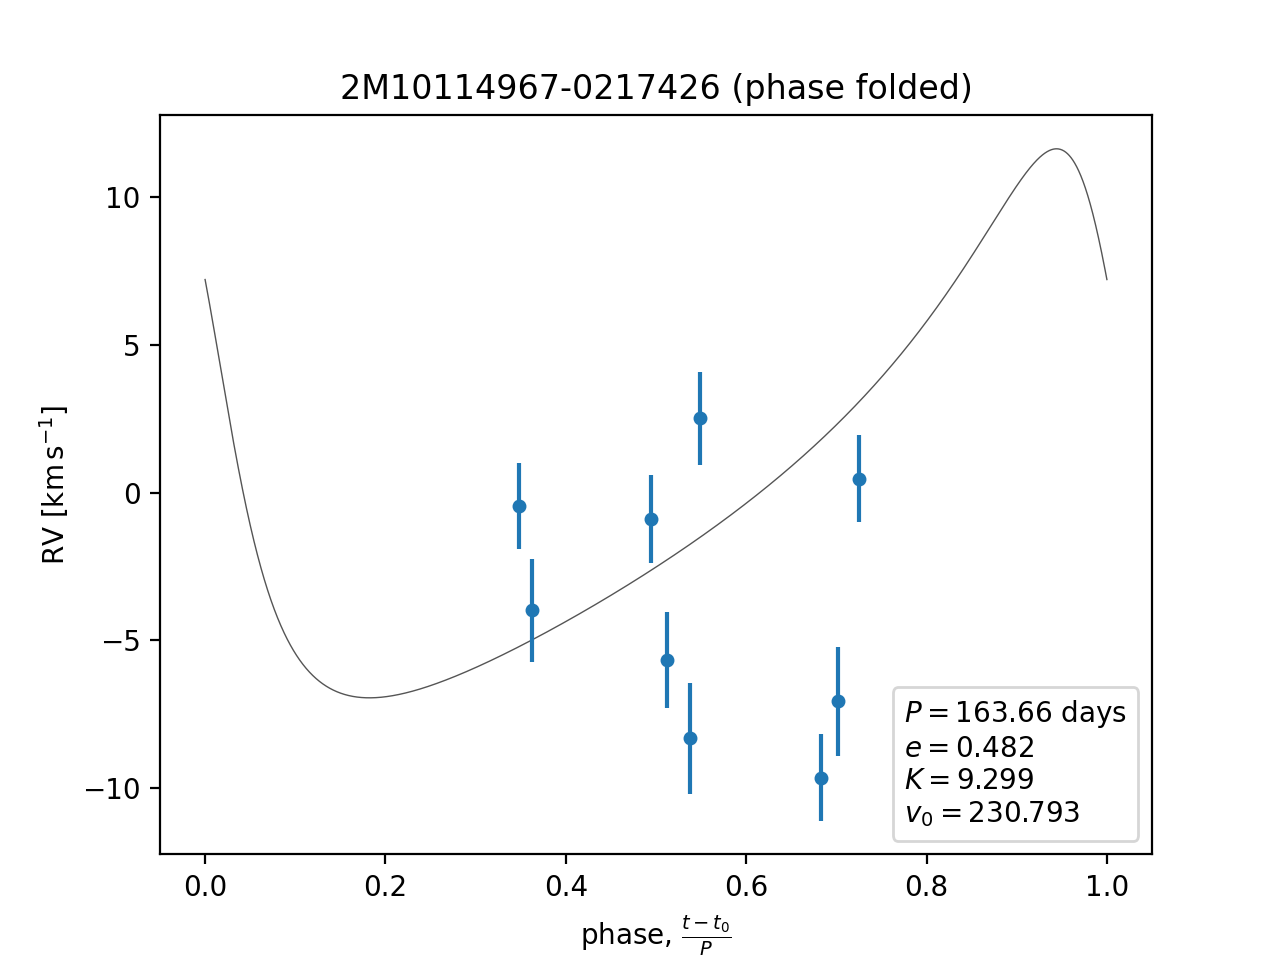 2M10114967-0217426 (phase folded)
10
5
0
−5
−10
RV [km s⁻¹]
P = 163.66 days
e = 0.482
K = 9.299
v₀ = 230.793
0.0 0.2 0.4 0.6 0.8 1.0
phase, (t − t₀)/P